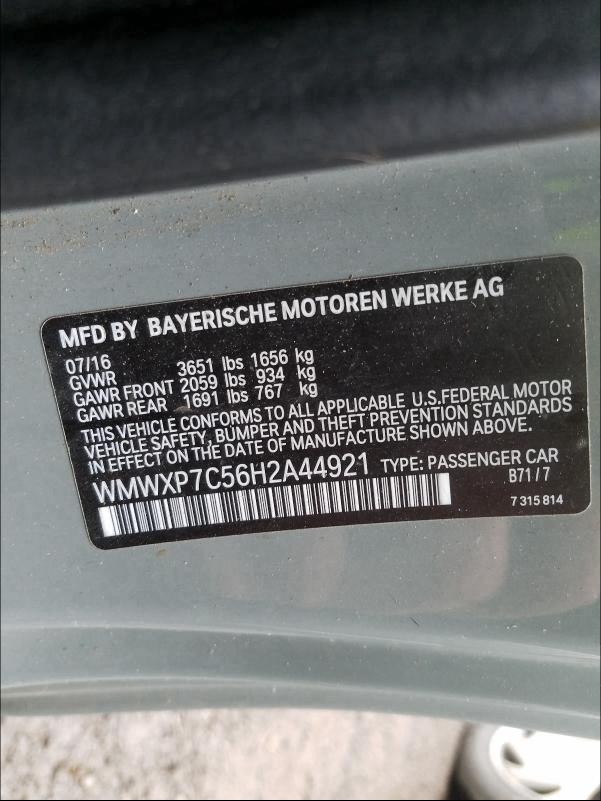 MFD BY BAYERISCHE MOTOREN WERKE AG
07/16
GVWR 3651 lbs 1656 kg
GAWR FRONT 2059 lbs 934 kg
GAWR REAR 1691 lbs 767 kg
THIS VEHICLE CONFORMS TO ALL APPLICABLE U.S.FEDERAL MOTOR
VEHICLE SAFETY, BUMPER AND THEFT PREVENTION STANDARDS
IN EFFECT ON THE DATE OF MANUFACTURE SHOWN ABOVE.
WMWXP7C56H2A44921 TYPE: PASSENGER CAR
B71/7
7 315 814